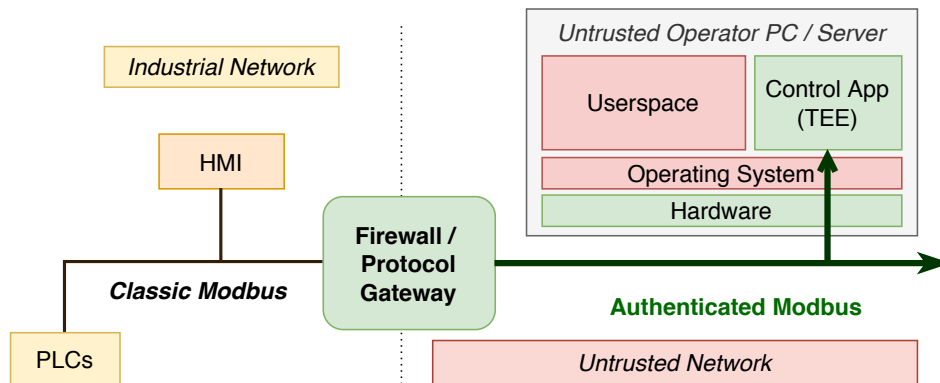 Untrusted Operator PC / Server
Industrial Network
Userspace
Control App
(TEE)
HMI
Operating System
Hardware
Firewall /
Protocol
Gateway
Classic Modbus
Authenticated Modbus
PLCs
Untrusted Network